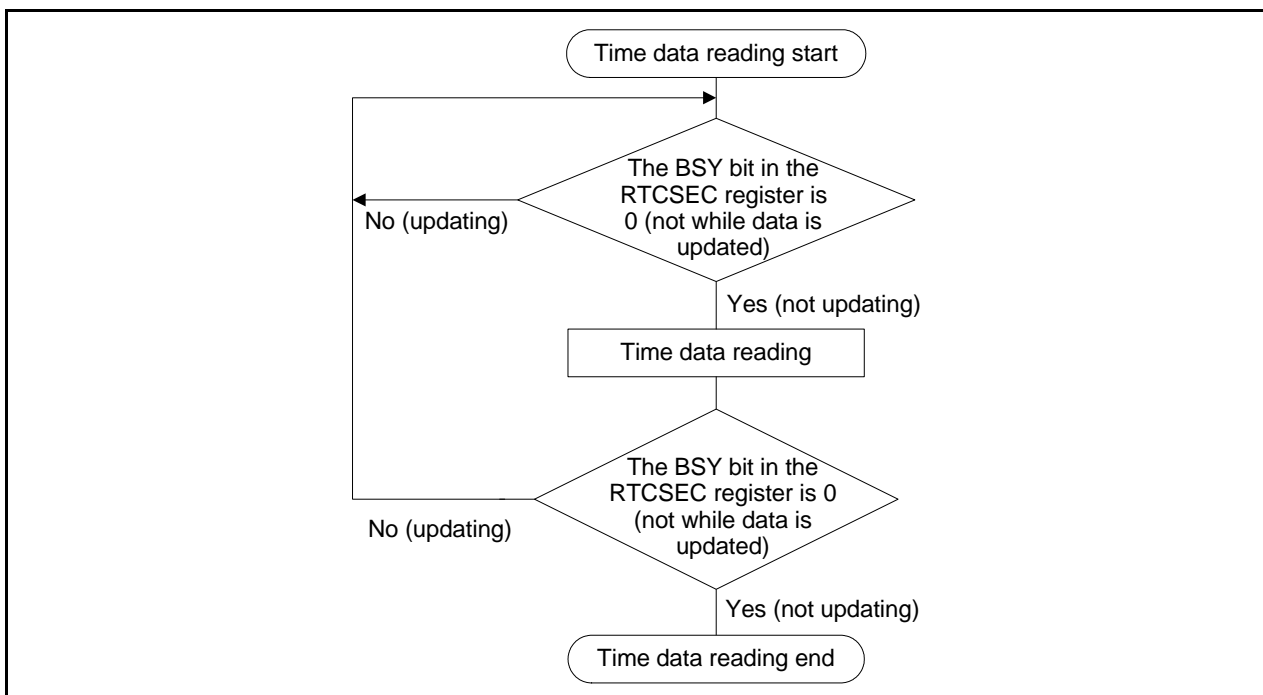 Time data reading start
The BSY bit in the
RTCSEC register is
0 (not while data is
updated)
No (updating)
Yes (not updating)
Time data reading
The BSY bit in the
RTCSEC register is 0
(not while data is
updated)
No (updating)
Yes (not updating)
Time data reading end